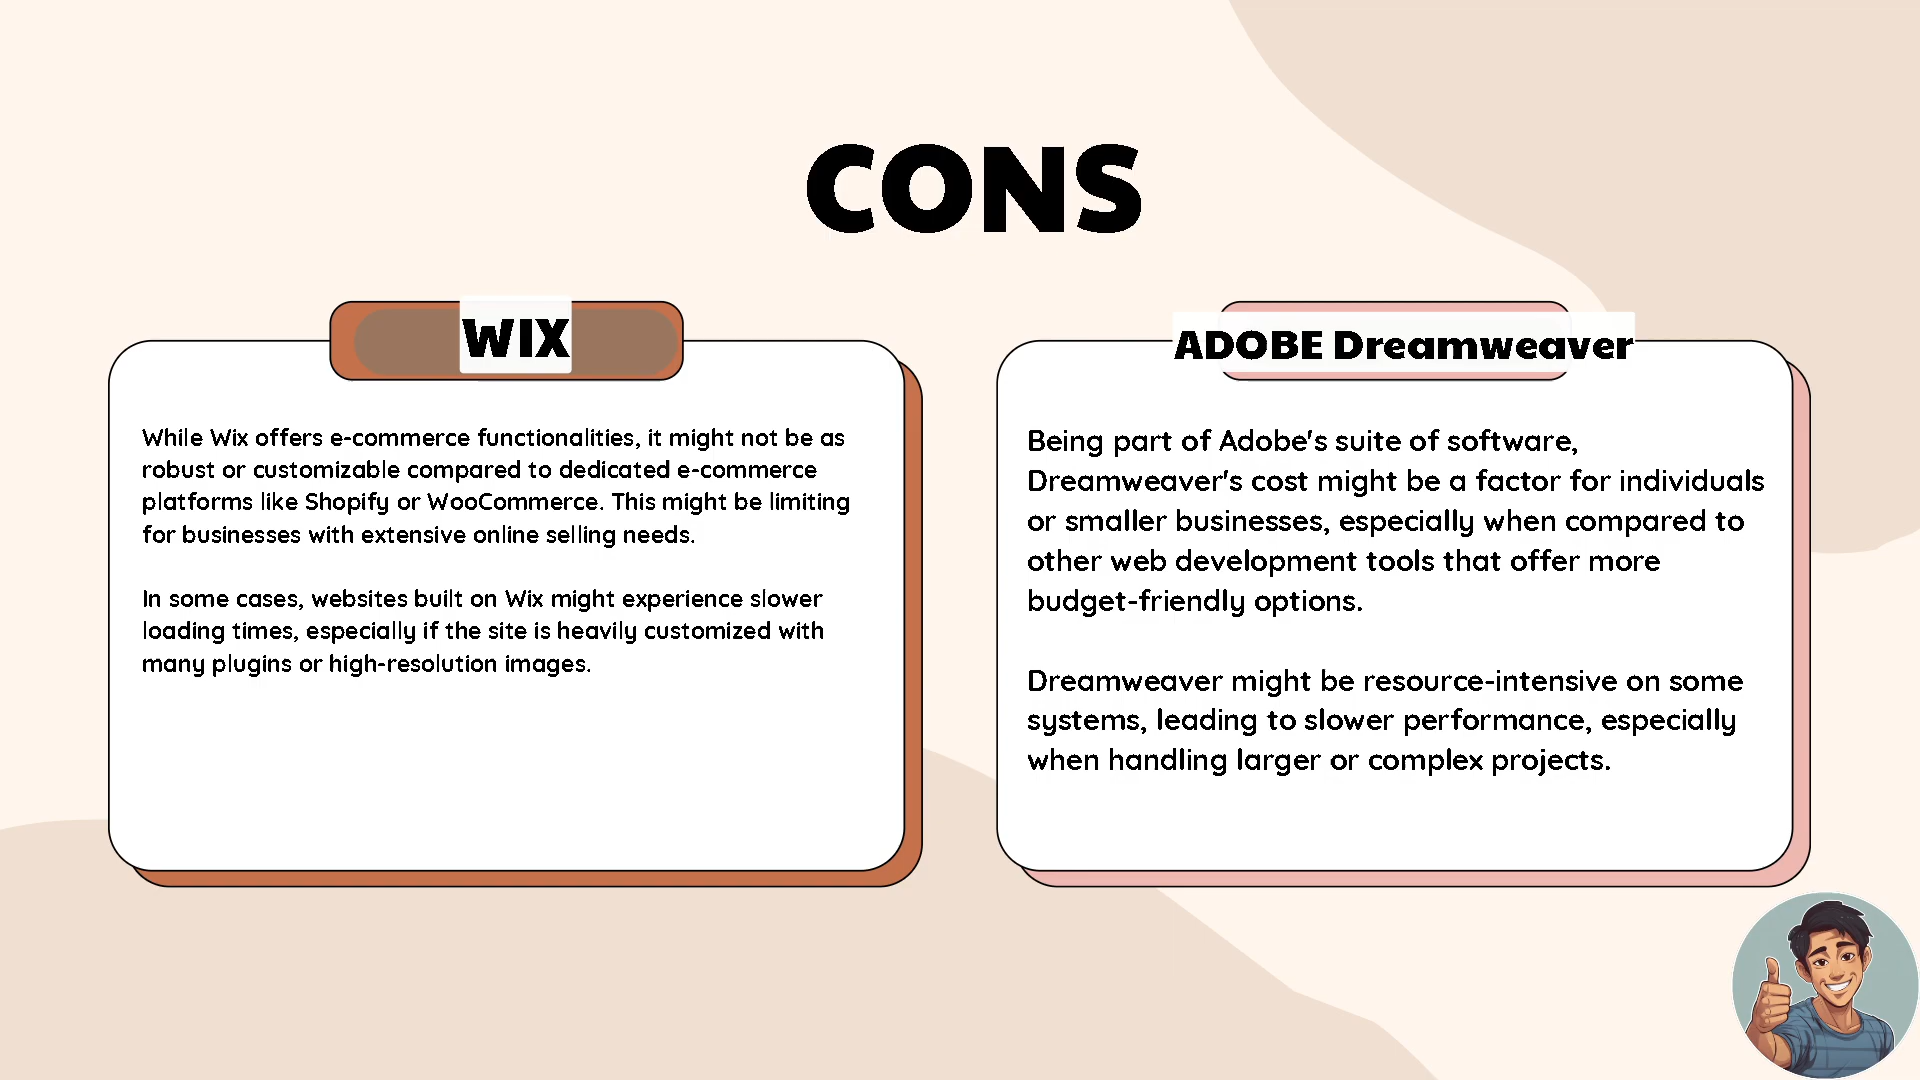 CONS
WIX
While Wix offers e-commerce functionalities, it might not be as
robust or customizable compared to dedicated e-commerce
platforms like Shopify or WooCommerce. This might be limiting
for businesses with extensive online selling needs.
In some cases, websites built on Wix might experience slower
loading times, especially if the site is heavily customized with
many plugins or high-resolution images.
ADOBE Dreamweaver
Being part of Adobe's suite of software,
Dreamweaver's cost might be a factor for individuals
or smaller businesses, especially when compared to
other web development tools that offer more
budget-friendly options.
Dreamweaver might be resource-intensive on some
systems, leading to slower performance, especially
when handling larger or complex projects.